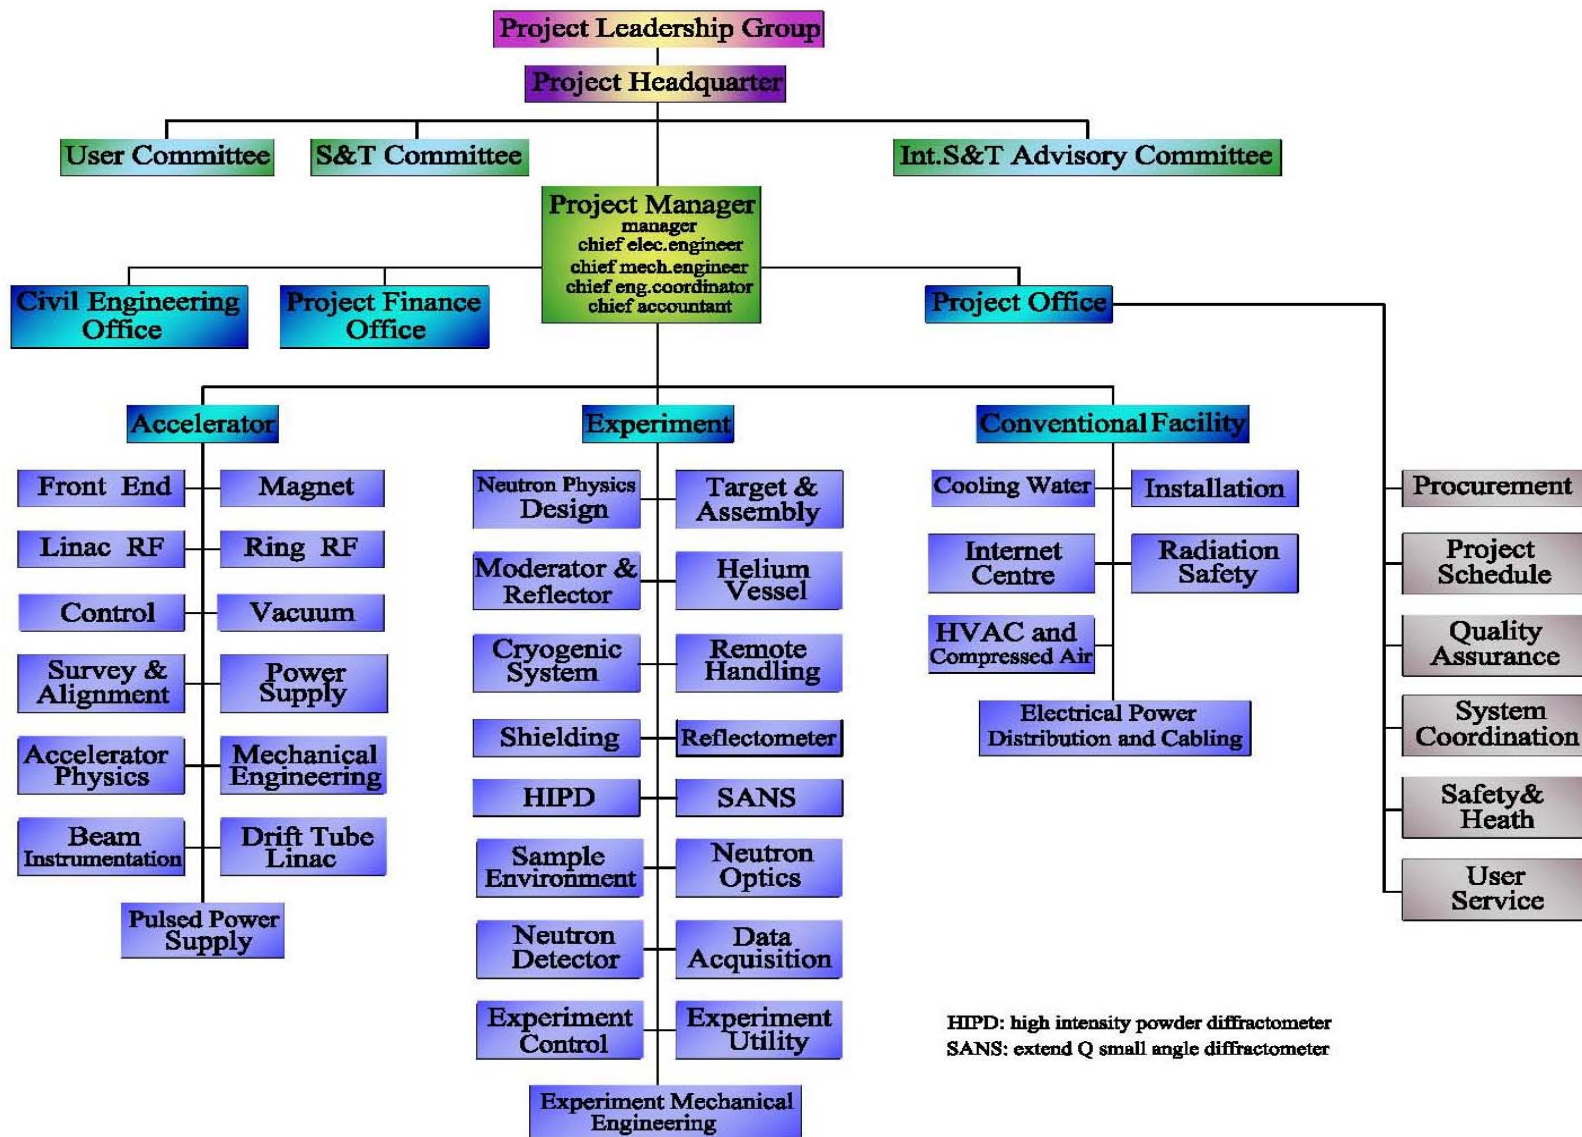 Project Leadership Group
Project Headquarter
User Committee
S&T Committee
Int.S&T Advisory Committee
Project Manager
manager
chief elec.engineer
chief mech.engineer
chief eng.coordinator
chief accountant
Civil Engineering
Office
Project Finance
Office
Project Office
Accelerator
Experiment
Conventional Facility
Front End
Magnet
Linac RF
Ring RF
Control
Vacuum
Survey &
Alignment
Power
Supply
Accelerator
Physics
Mechanical
Engineering
Beam
Instrumentation
Drift Tube
Linac
Pulsed Power
Supply
Neutron Physics
Design
Target &
Assembly
Moderator &
Reflector
Helium
Vessel
Cryogenic
System
Remote
Handling
Shielding
Reflectometer
HIPD
SANS
Sample
Environment
Neutron
Optics
Neutron
Detector
Data
Acquisition
Experiment
Control
Experiment
Utility
Experiment Mechanical
Engineering
Cooling Water
Installation
Internet
Centre
Radiation
Safety
HVAC and
Compressed Air
Electrical Power
Distribution and Cabling
Procurement
Project
Schedule
Quality
Assurance
System
Coordination
Safety&
Heath
User
Service
HIPD: high intensity powder diffractometer
SANS: extend Q small angle diffractometer